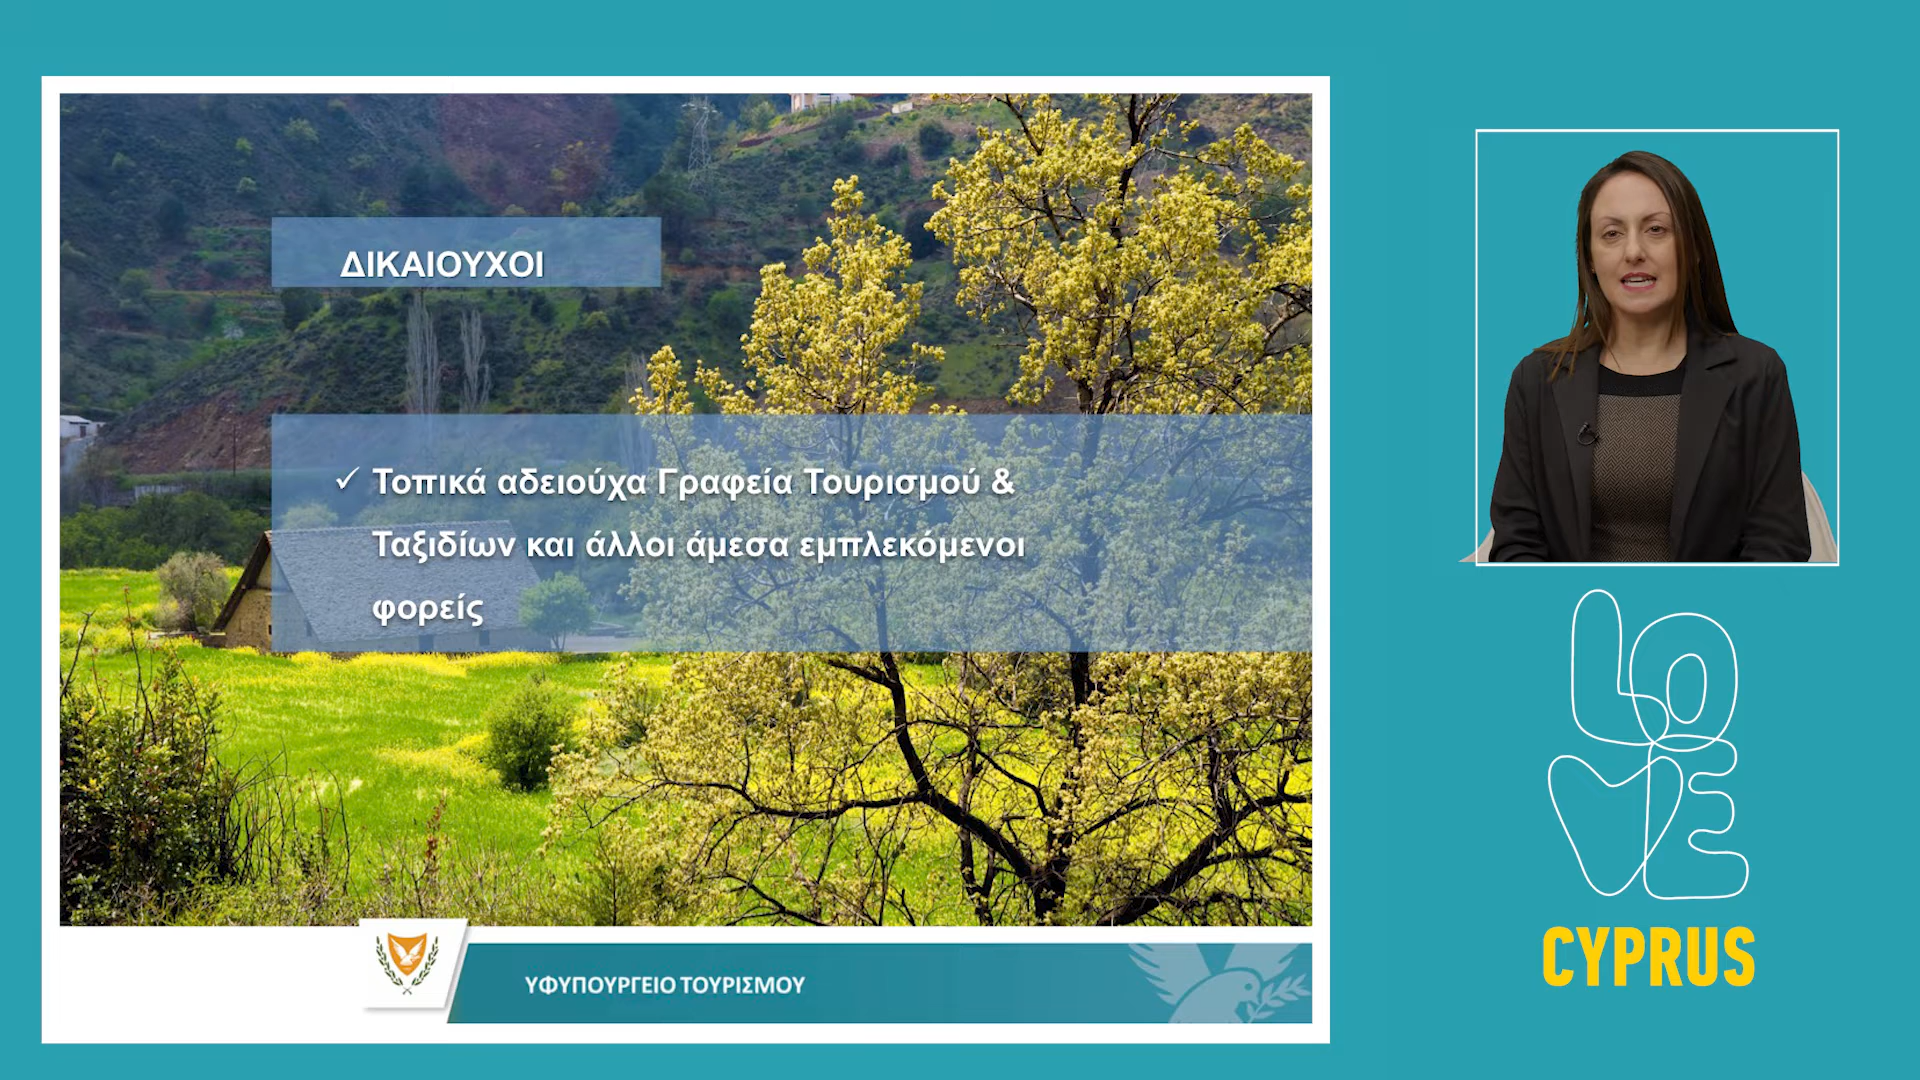 ΔΙΚΑΙΟΥΧΟΙ
✓ Τοπικά αδειούχα Γραφεία Τουρισμού &
Ταξιδίων και άλλοι άμεσα εμπλεκόμενοι
φορείς
ΥΦΥΠΟΥΡΓΕΙΟ ΤΟΥΡΙΣΜΟΥ
LOVE
CYPRUS